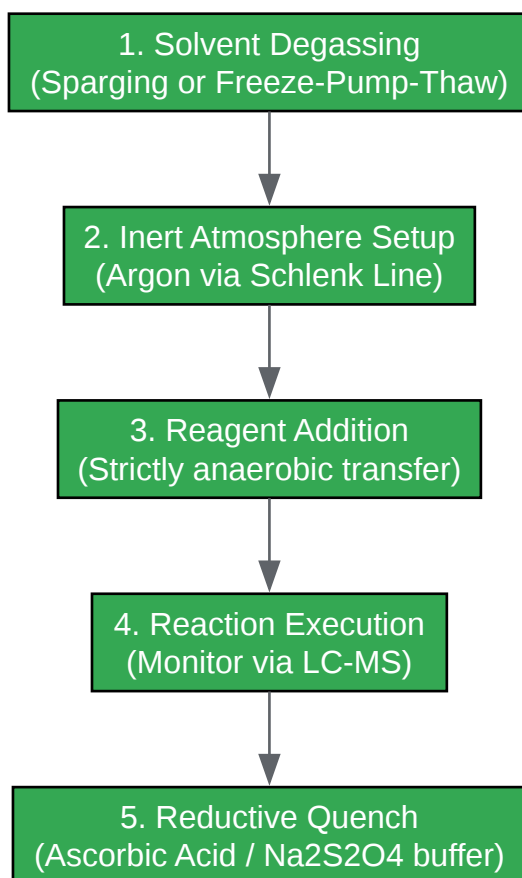 1. Solvent Degassing
(Sparging or Freeze-Pump-Thaw)
2. Inert Atmosphere Setup
(Argon via Schlenk Line)
3. Reagent Addition
(Strictly anaerobic transfer)
4. Reaction Execution
(Monitor via LC-MS)
5. Reductive Quench
(Ascorbic Acid / Na2S2O4 buffer)